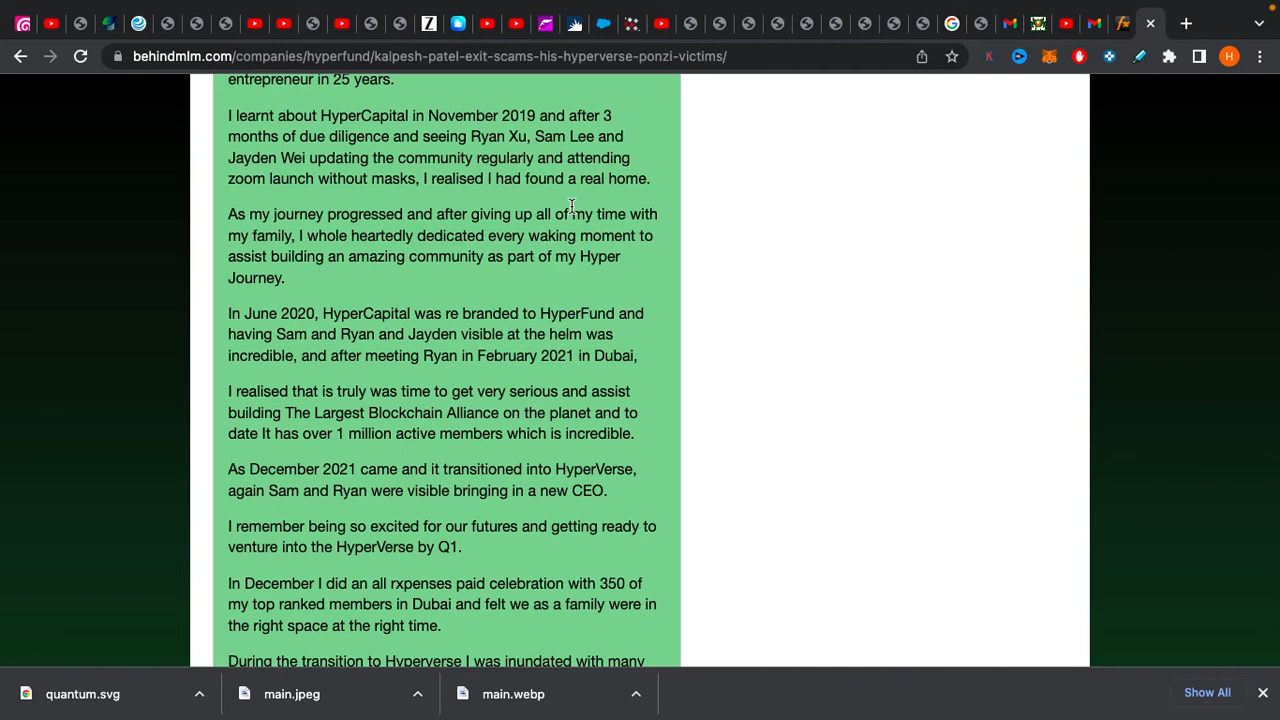 behindmlm.com/companies/hyperfund/kalpesh-patel-exit-scams-his-hyperverse-ponzi-victims/
entrepreneur in 25 years.
I learnt about HyperCapital in November 2019 and after 3
months of due diligence and seeing Ryan Xu, Sam Lee and
Jayden Wei updating the community regularly and attending
zoom launch without masks, I realised I had found a real home.
As my journey progressed and after giving up all of my time with
my family, I whole heartedly dedicated every waking moment to
assist building an amazing community as part of my Hyper
Journey.
In June 2020, HyperCapital was re branded to HyperFund and
having Sam and Ryan and Jayden visible at the helm was
incredible, and after meeting Ryan in February 2021 in Dubai,
I realised that is truly was time to get very serious and assist
building The Largest Blockchain Alliance on the planet and to
date It has over 1 million active members which is incredible.
As December 2021 came and it transitioned into HyperVerse,
again Sam and Ryan were visible bringing in a new CEO.
I remember being so excited for our futures and getting ready to
venture into the HyperVerse by Q1.
In December I did an all rxpenses paid celebration with 350 of
my top ranked members in Dubai and felt we as a family were in
the right space at the right time.
During the transition to Hyperverse I was inundated with many
quantum.svg
main.jpeg
main.webp
Show All